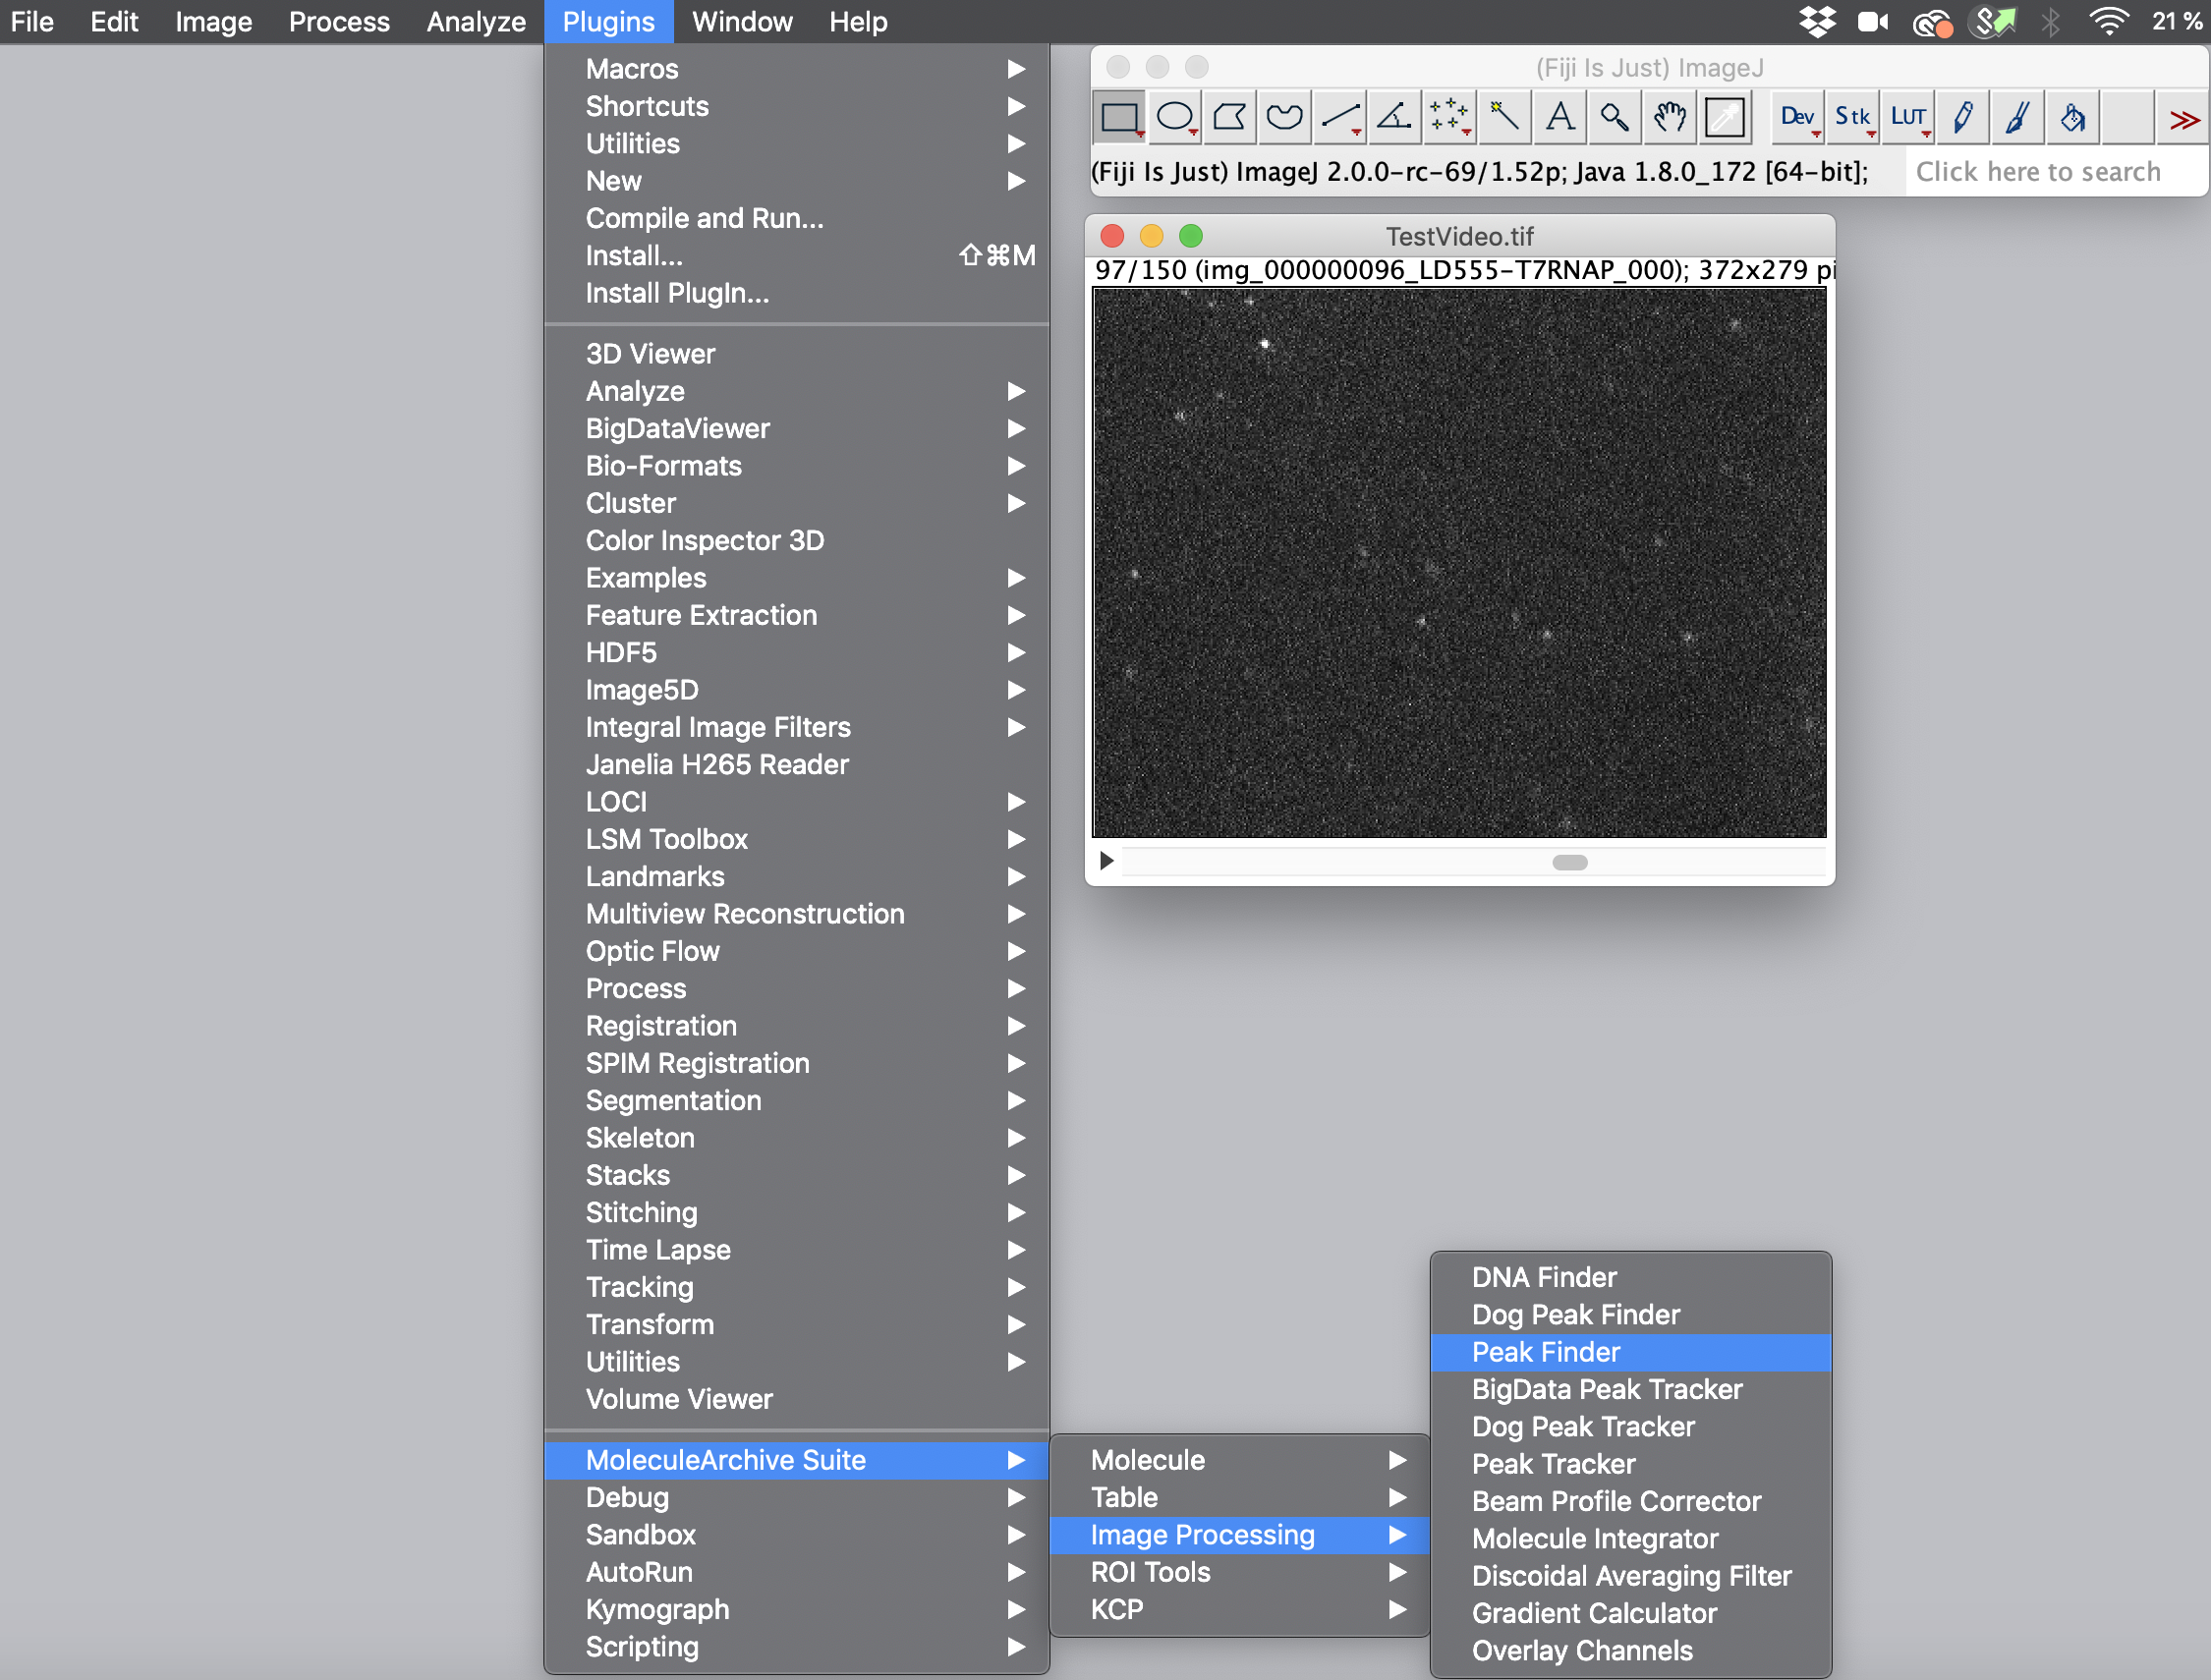 File Edit Image Process Analyze Plugins Window Help 21 %
Macros
Shortcuts
Utilities
New
Compile and Run...
Install... ⇧⌘M
Install PlugIn...
3D Viewer
Analyze
BigDataViewer
Bio-Formats
Cluster
Color Inspector 3D
Examples
Feature Extraction
HDF5
Image5D
Integral Image Filters
Janelia H265 Reader
LOCI
LSM Toolbox
Landmarks
Multiview Reconstruction
Optic Flow
Process
Registration
SPIM Registration
Segmentation
Skeleton
Stacks
Stitching
Time Lapse
Tracking
Transform
Utilities
Volume Viewer
MoleculeArchive Suite
Debug
Sandbox
AutoRun
Kymograph
Scripting
Molecule
Table
Image Processing
ROI Tools
KCP
DNA Finder
Dog Peak Finder
Peak Finder
BigData Peak Tracker
Dog Peak Tracker
Peak Tracker
Beam Profile Corrector
Molecule Integrator
Discoidal Averaging Filter
Gradient Calculator
Overlay Channels
(Fiji Is Just) ImageJ
A Dev Stk LUT
(Fiji Is Just) ImageJ 2.0.0-rc-69/1.52p; Java 1.8.0_172 [64-bit]; Click here to search
TestVideo.tif
97/150 (img_000000096_LD555-T7RNAP_000); 372x279 pi